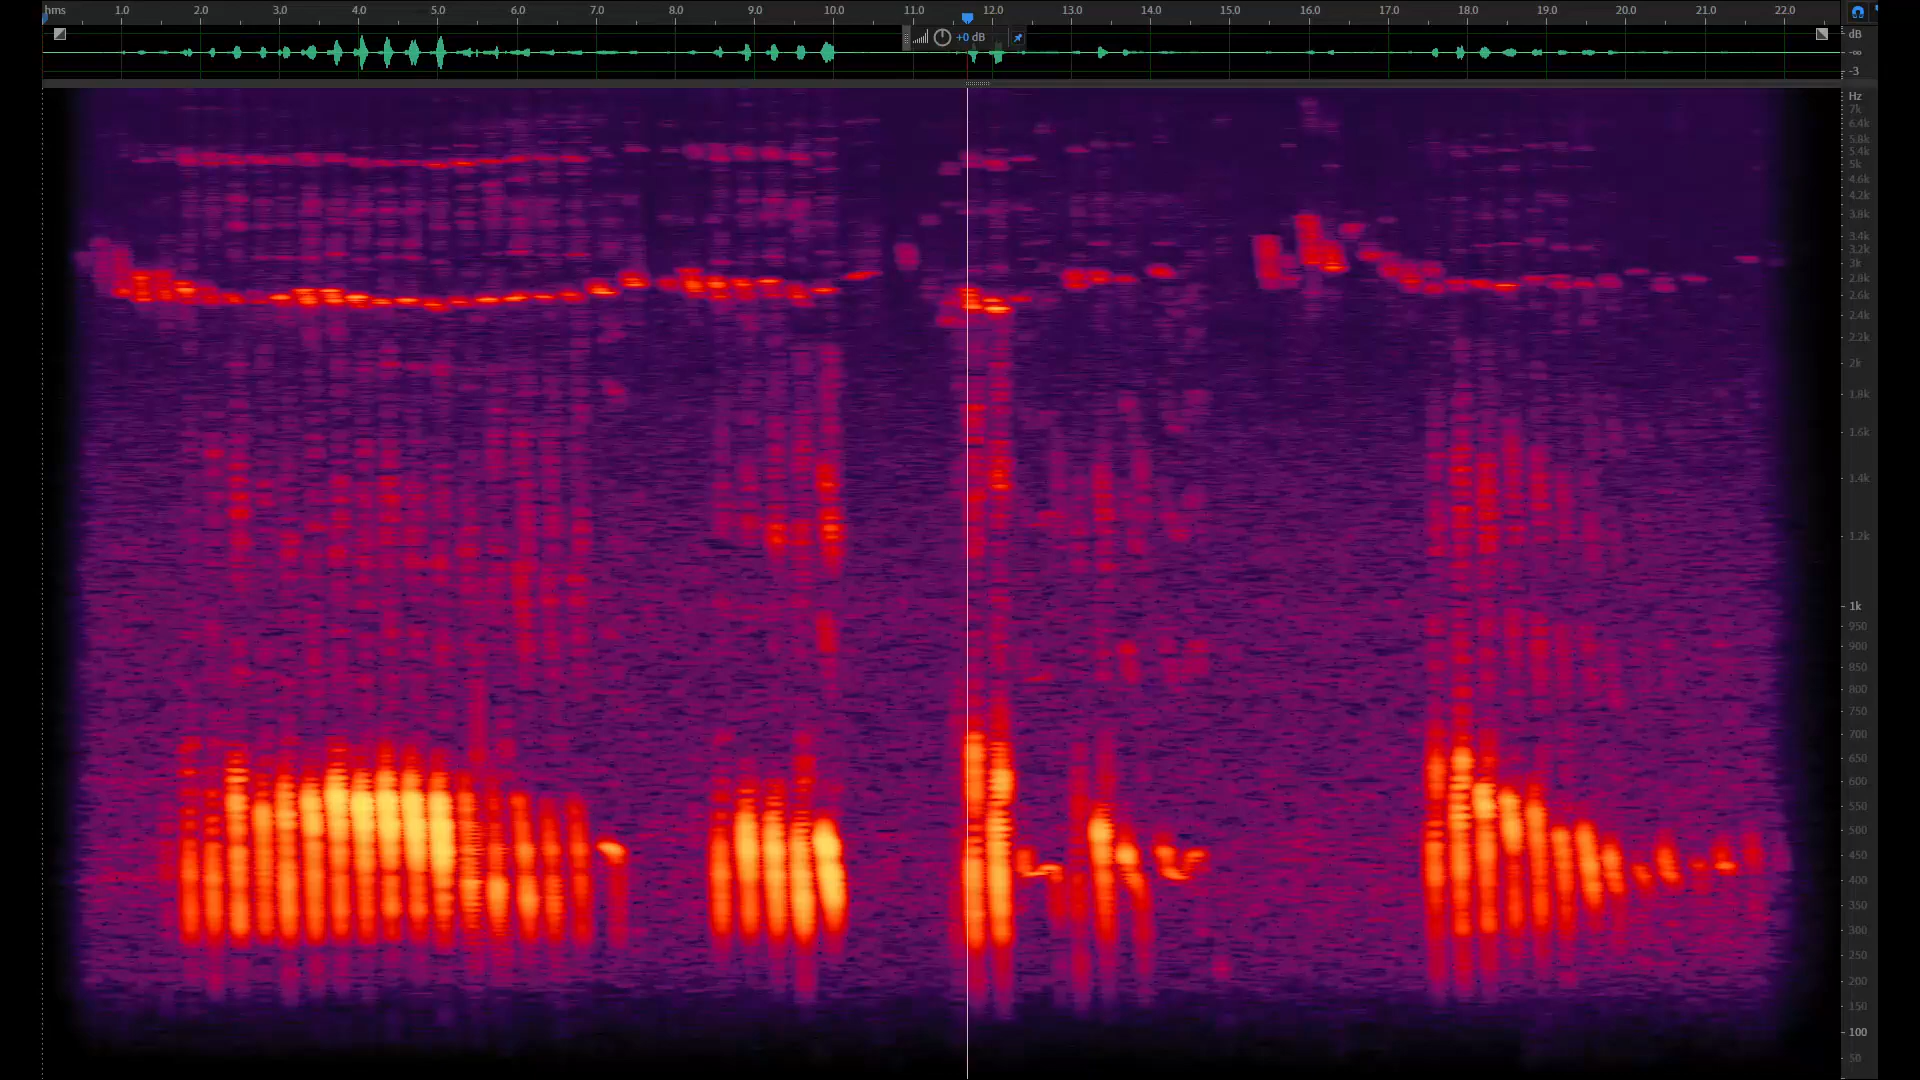 hms 1.0 2.0 3.0 4.0 5.0 6.0 7.0 8.0 9.0 10.0 11.0 12.0 13.0 14.0 15.0 16.0 17.0 18.0 19.0 20.0 21.0 22.0
dB
+0 dB
-∞
-3
Hz
7k
6.4k
5.8k
5.4k
5k
4.6k
4.2k
3.8k
3.4k
3.2k
3k
2.8k
2.6k
2.4k
2.2k
2k
1.8k
1.6k
1.4k
1.2k
1k
950
900
850
800
750
700
650
600
550
500
450
400
350
300
250
200
150
100
50